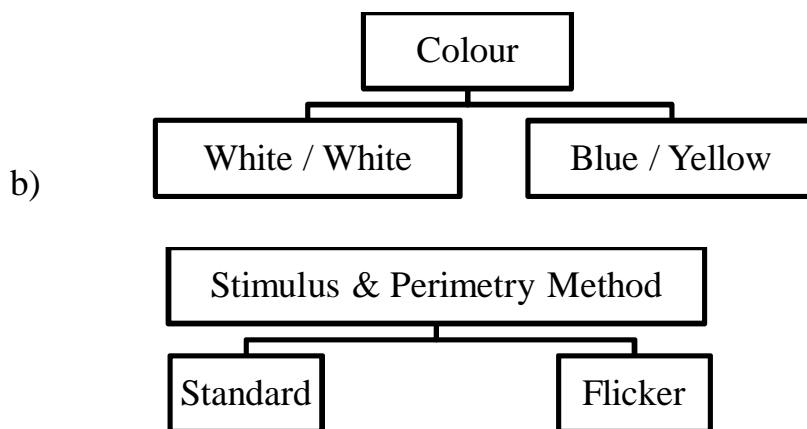 Colour
White / White
Blue / Yellow
b)
Stimulus & Perimetry Method
Standard
Flicker